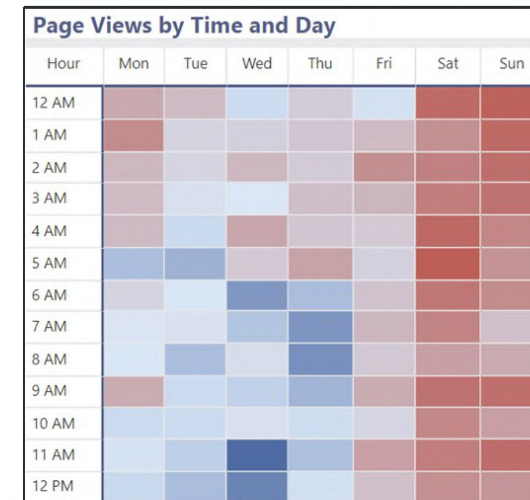 Page Views by Time and Day
Hour Mon Tue Wed Thu Fri Sat Sun
12 AM
1 AM
2 AM
3 AM
4 AM
5 AM
6 AM
7 AM
8 AM
9 AM
10 AM
11 AM
12 PM